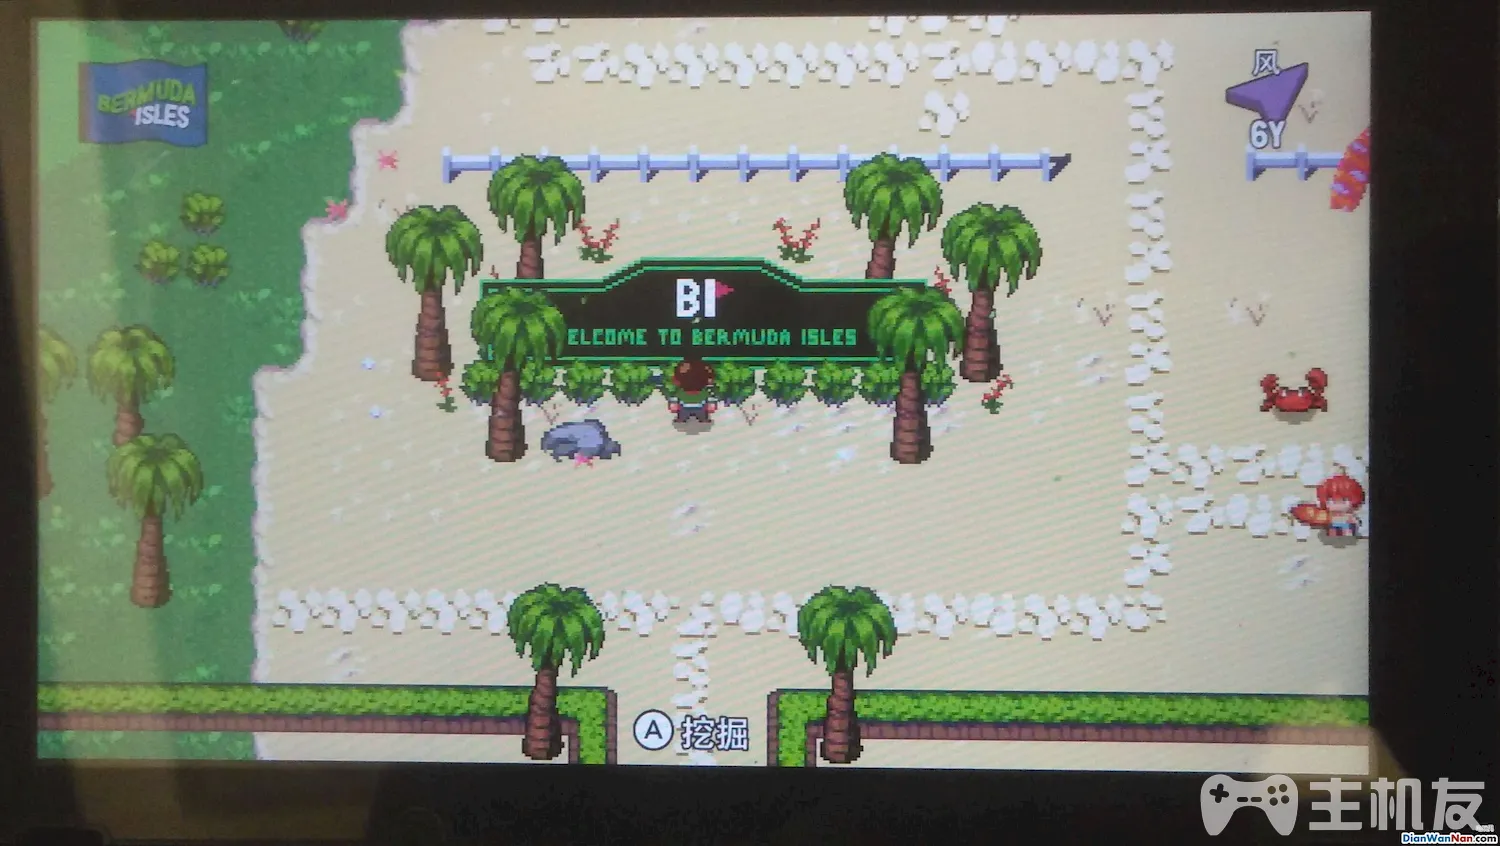 BERMUDA
ISLES
风
6Y
BI
ELCOME TO BERMUDA ISLES
A 挖掘
主机友
DianWanNan.com